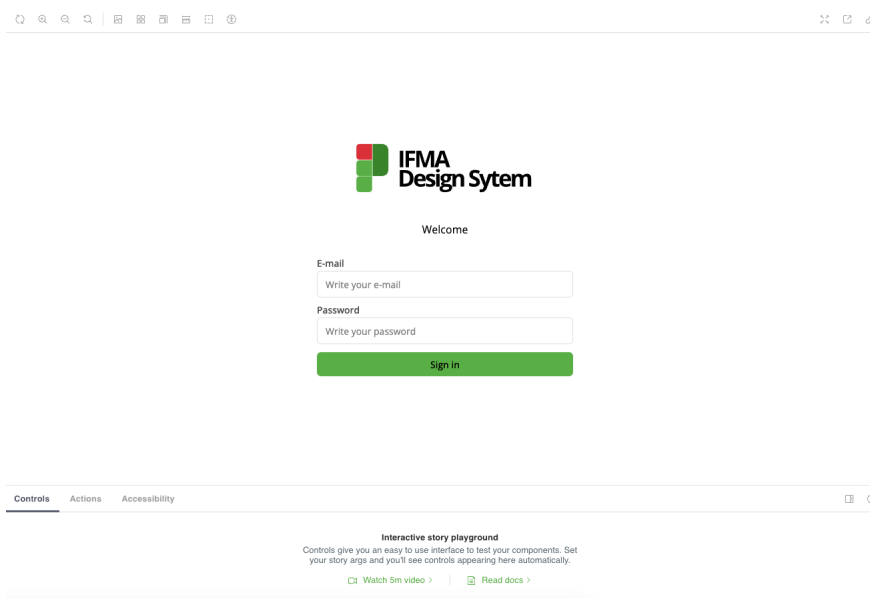 IFMA
Design Sytem
Welcome
E-mail
Write your e-mail
Password
Write your password
Sign in
Controls Actions Accessibility
Interactive story playground
Controls give you an easy to use interface to test your components. Set
your story args and you'll see controls appearing here automatically.
Watch 5m video Read docs